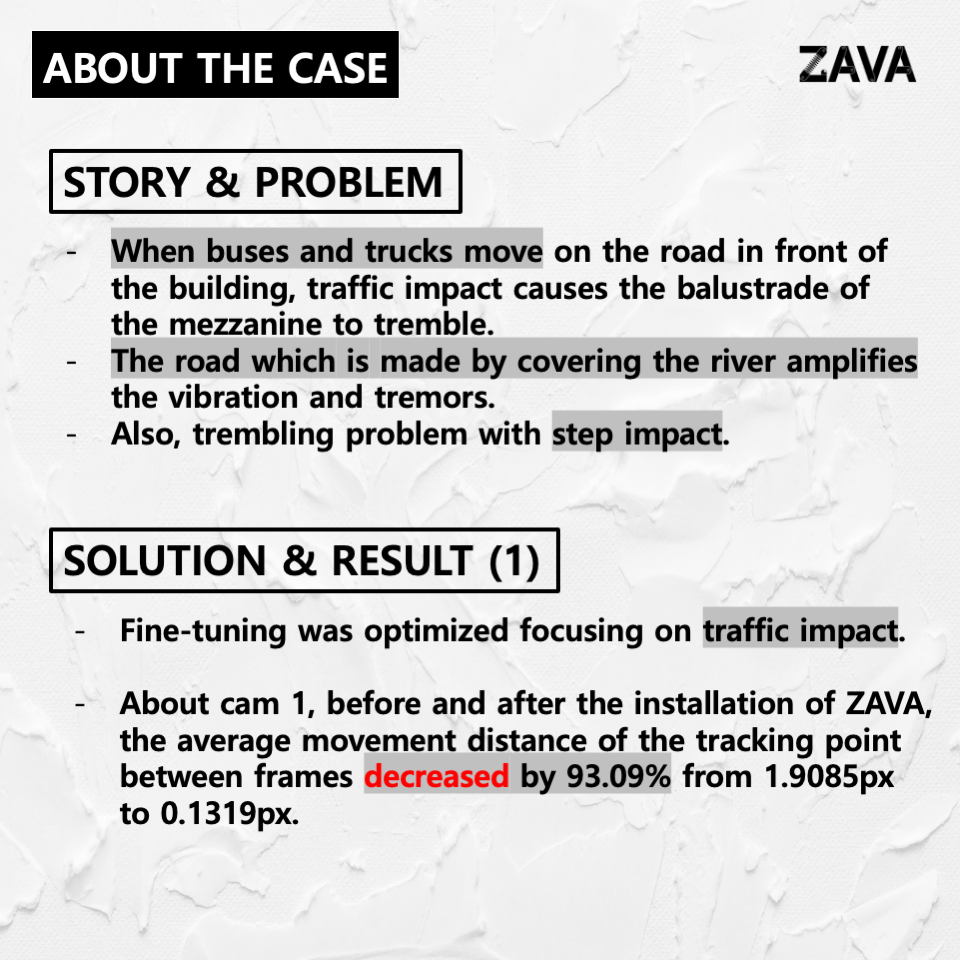 ABOUT THE CASE
ZAVA
STORY & PROBLEM
- When buses and trucks move on the road in front of
the building, traffic impact causes the balustrade of
the mezzanine to tremble.
- The road which is made by covering the river amplifies
the vibration and tremors.
- Also, trembling problem with step impact.
SOLUTION & RESULT (1)
- Fine-tuning was optimized focusing on traffic impact.
- About cam 1, before and after the installation of ZAVA,
the average movement distance of the tracking point
between frames decreased by 93.09% from 1.9085px
to 0.1319px.